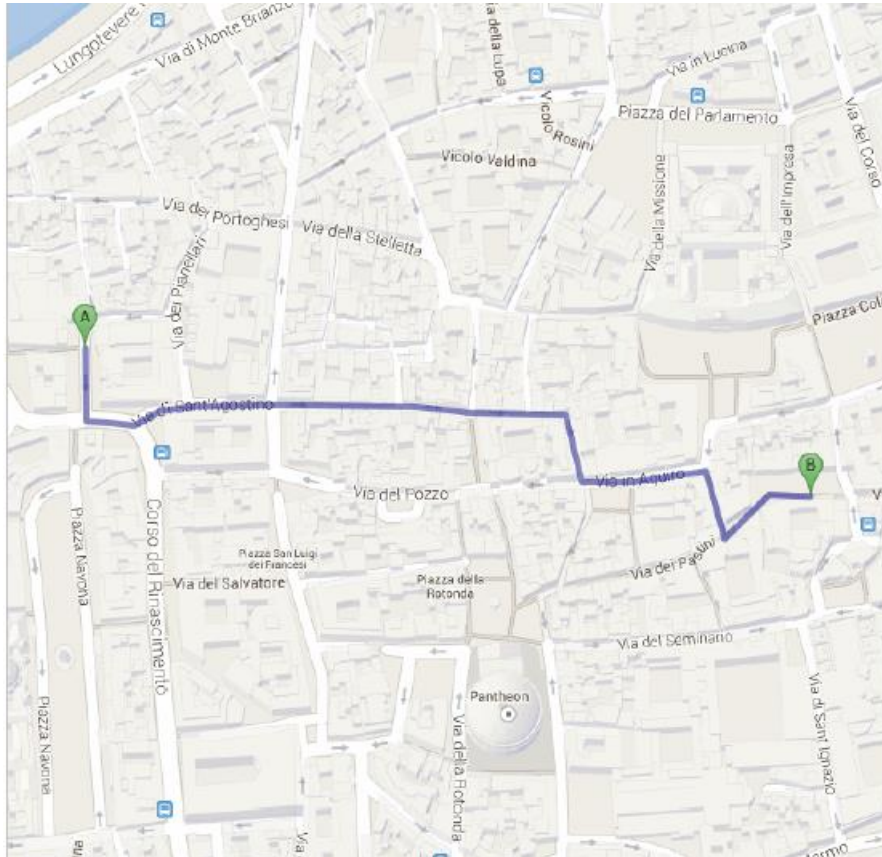 Lungotevere
Via di Monte Brianzo
Via della Lupa
Via in Lucina
Vicolo Rosini
Piazza del Parlamento
Via del Corso
Vicolo Valdina
Via della Missione
Via dell'Impresa
Via dei Portoghesi
Via della Stelletta
Via dei Pianellari
A
Piazza Col
Via di Sant'Agostino
B
Via in Aquiro
Via del Pozzo
V
Piazza Navona
Corso del Rinascimento
Piazza San Luigi
dei Francesi
Via dei Pastini
Via del Salvatore
Piazza della
Rotonda
Via del Seminario
Piazza Navona
Pantheon
Via della Rotonda
Via di Sant'Ignazio
Via
ermo